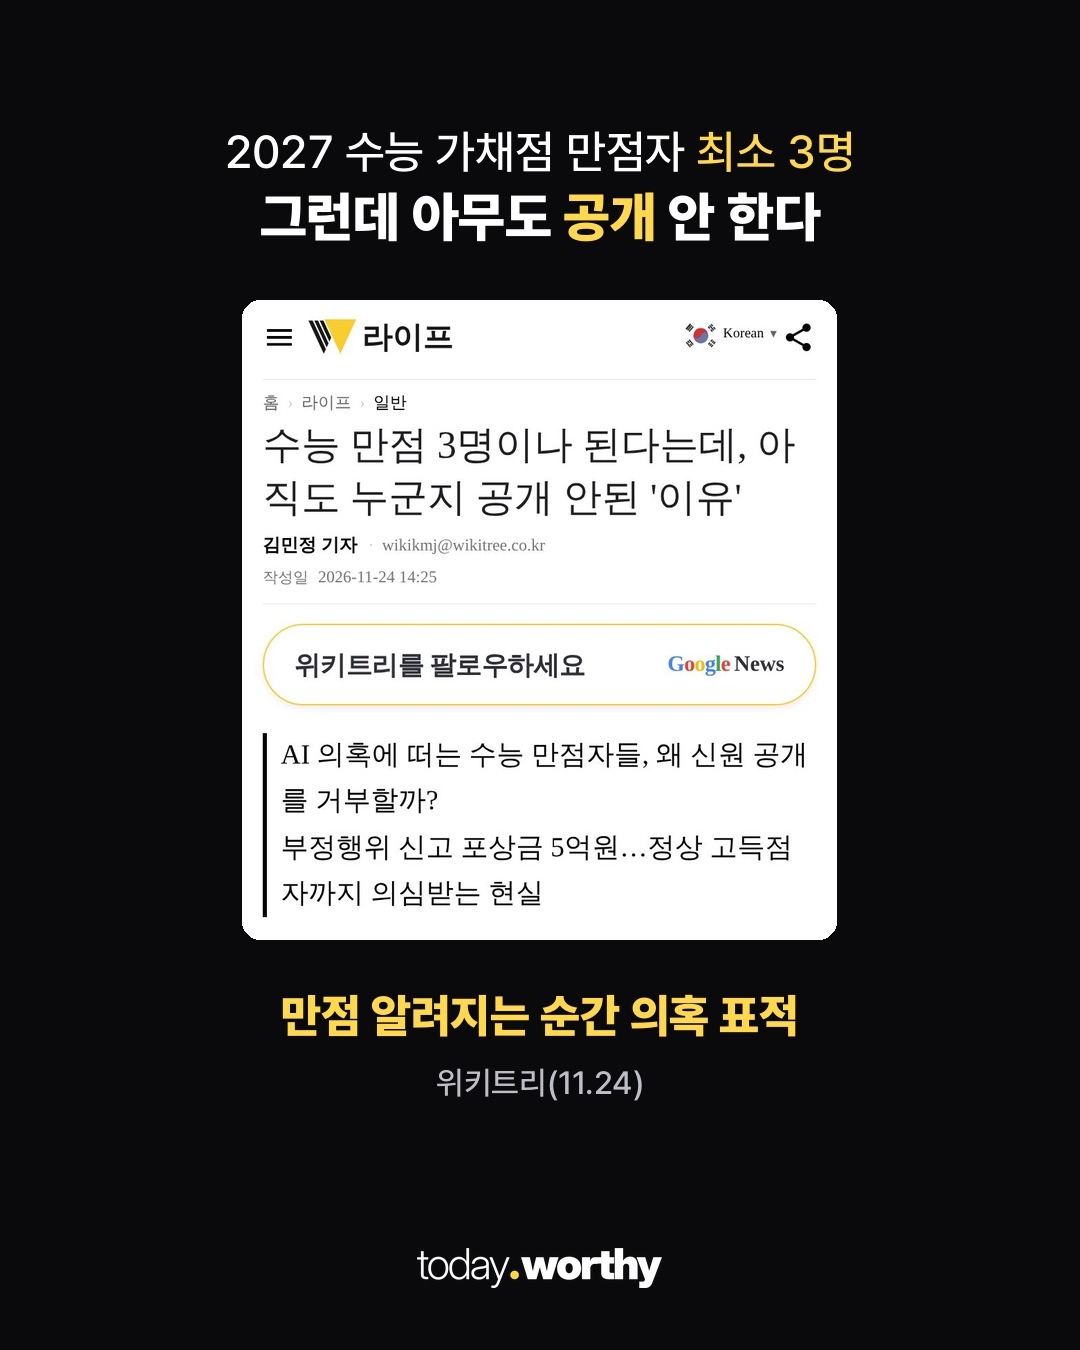 2027 수능 가채점 만점자 최소 3명
그런데 아무도 공개 안 한다
라이프
Korean ▼
홈 › 라이프 › 일반
수능 만점 3명이나 된다는데, 아
직도 누군지 공개 안된 '이유'
김민정 기자 · wikikmj@wikitree.co.kr
작성일 2026-11-24 14:25
위키트리를 팔로우하세요
Google News
AI 의혹에 떠는 수능 만점자들, 왜 신원 공개
를 거부할까?
부정행위 신고 포상금 5억원…정상 고득점
자까지 의심받는 현실
만점 알려지는 순간 의혹 표적
위키트리(11.24)
today.worthy